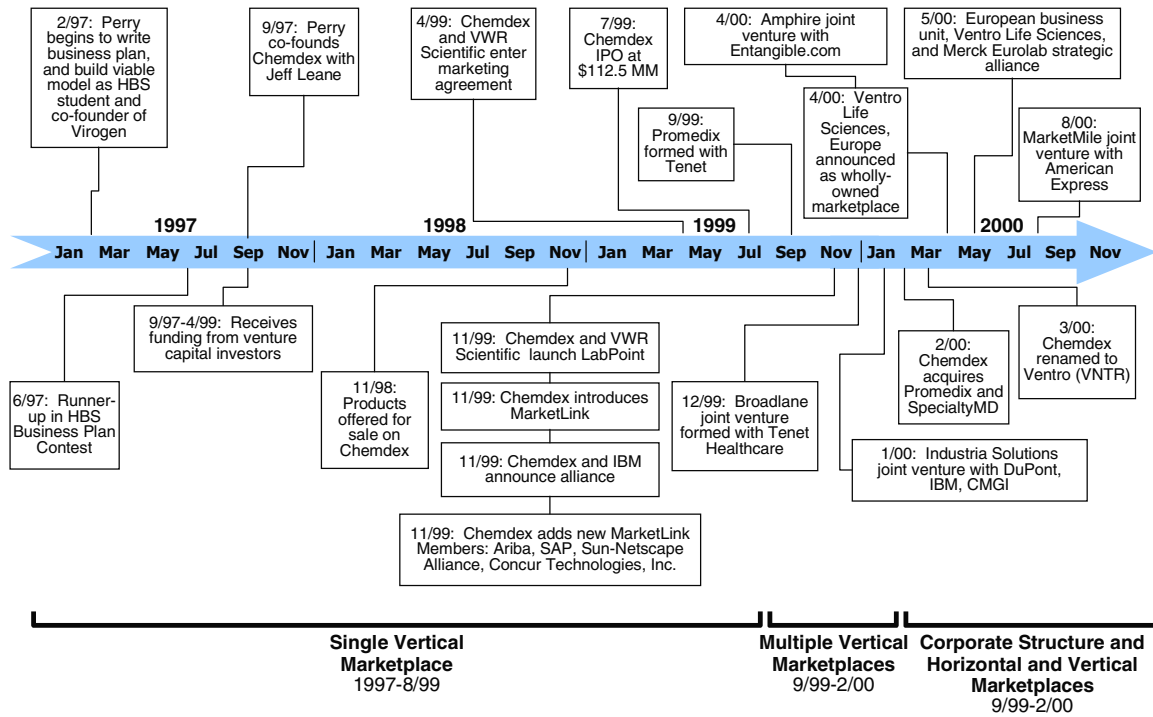 2/97: Perry
begins to write
business plan,
and build viable
model as HBS
student and
co-founder of
Virogen
9/97: Perry
co-founds
Chemdex with
Jeff Leane
4/99: Chemdex
and VWR
Scientific enter
marketing
agreement
7/99:
Chemdex
IPO at
$112.5 MM
9/99:
Promedix
formed with
Tenet
4/00: Amphire joint
venture with
Entangible.com
4/00: Ventro
Life
Sciences,
Europe
announced
as wholly-
owned
marketplace
5/00: European business
unit, Ventro Life Sciences,
and Merck Eurolab strategic
alliance
8/00:
MarketMile joint
venture with
American
Express
1997 1998 1999 2000
Jan Mar May Jul Sep Nov Jan Mar May Jul Sep Nov Jan Mar May Jul Sep Nov Jan Mar May Jul Sep Nov
6/97: Runner-
up in HBS
Business Plan
Contest
9/97-4/99: Receives
funding from venture
capital investors
11/98:
Products
offered for
sale on
Chemdex
11/99: Chemdex and VWR
Scientific launch LabPoint
11/99: Chemdex introduces
MarketLink
11/99: Chemdex and IBM
announce alliance
11/99: Chemdex adds new MarketLink
Members: Ariba, SAP, Sun-Netscape
Alliance, Concur Technologies, Inc.
12/99: Broadlane
joint venture
formed with Tenet
Healthcare
1/00: Industria Solutions
joint venture with DuPont,
IBM, CMGI
2/00:
Chemdex
acquires
Promedix and
SpecialtyMD
3/00:
Chemdex
renamed to
Ventro (VNTR)
Single Vertical
Marketplace
1997-8/99
Multiple Vertical
Marketplaces
9/99-2/00
Corporate Structure and
Horizontal and Vertical
Marketplaces
9/99-2/00